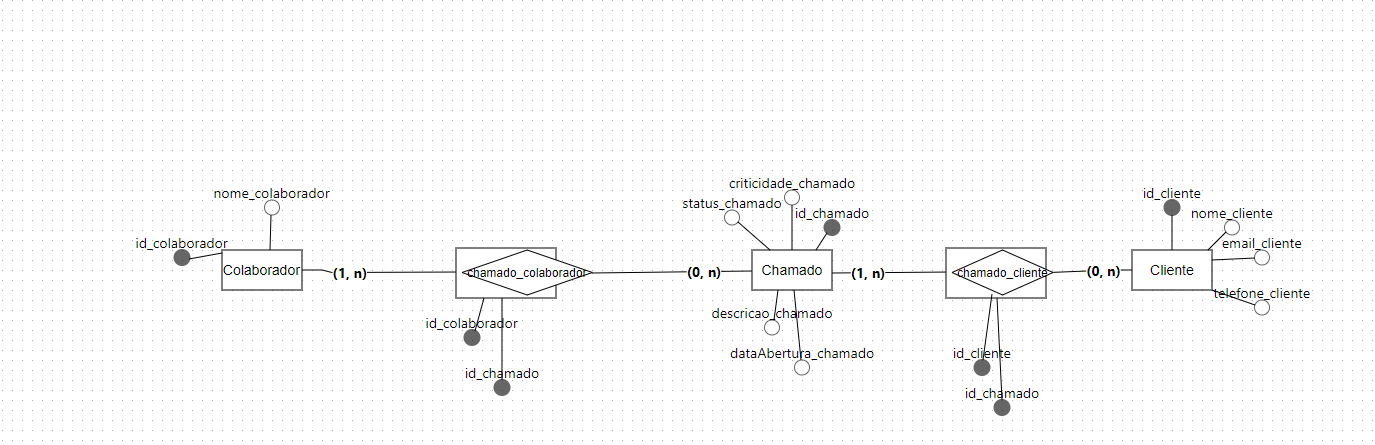 criticidade_chamado
nome_colaborador
status_chamado
id_chamado
id_cliente
nome_cliente
id_colaborador
email_cliente
Colaborador
(1, n)
chamado_colaborador
(0, n)
Chamado
(1, n)
chamado_cliente
(0, n)
Cliente
telefone_cliente
id_colaborador
descricao_chamado
id_chamado
dataAbertura_chamado
id_cliente
id_chamado